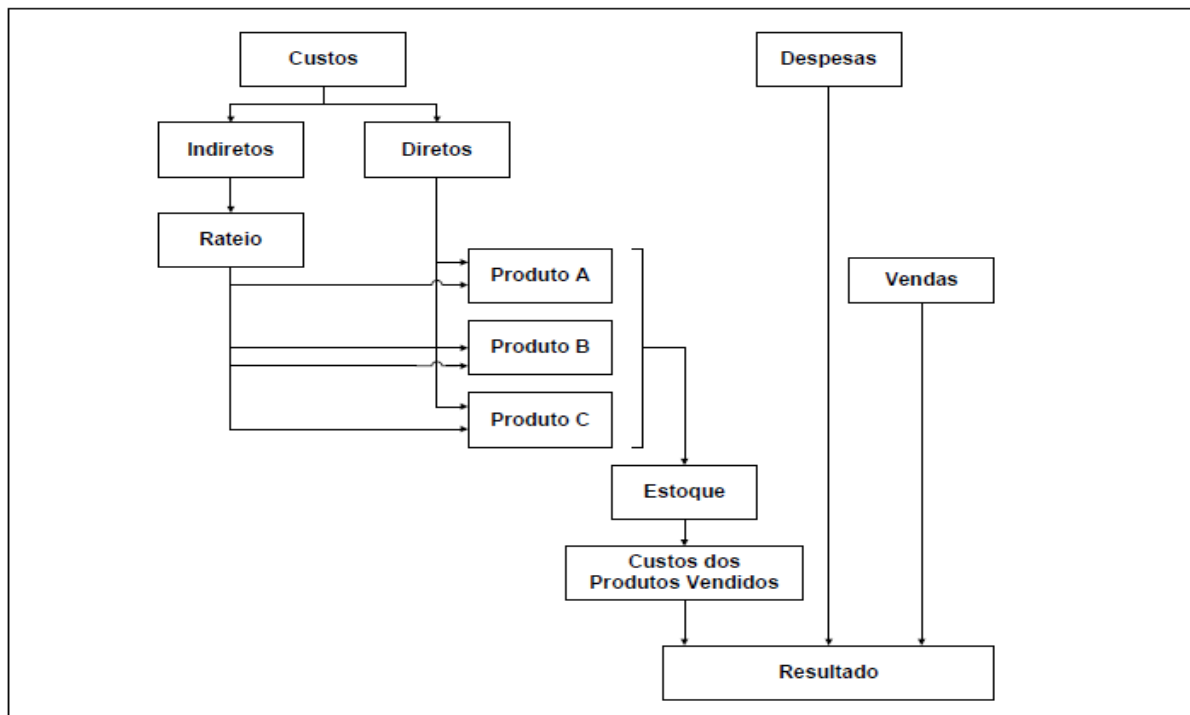 Custos
Despesas
Indiretos
Diretos
Rateio
Produto A
Vendas
Produto B
Produto C
Estoque
Custos dos
Produtos Vendidos
Resultado